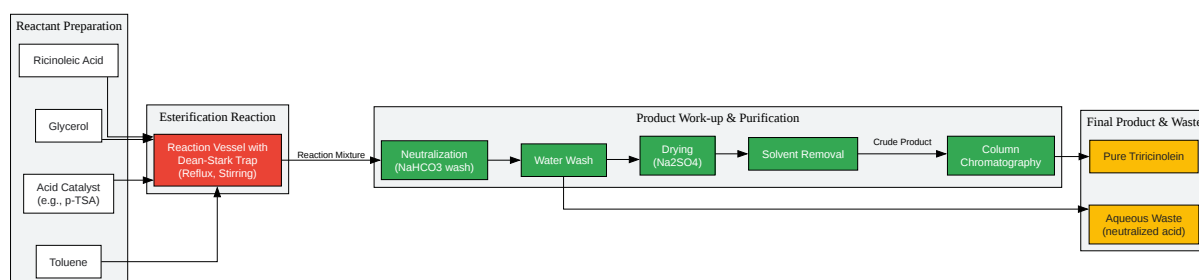 Reactant Preparation
Ricinoleic Acid
Glycerol
Acid Catalyst
(e.g., p-TSA)
Toluene
Esterification Reaction
Reaction Vessel with
Dean-Stark Trap
(Reflux, Stirring)
Reaction Mixture
Product Work-up & Purification
Neutralization
(NaHCO3 wash)
Water Wash
Drying
(Na2SO4)
Solvent Removal
Crude Product
Column
Chromatography
Final Product & Waste
Pure Triricinolein
Aqueous Waste
(neutralized acid)